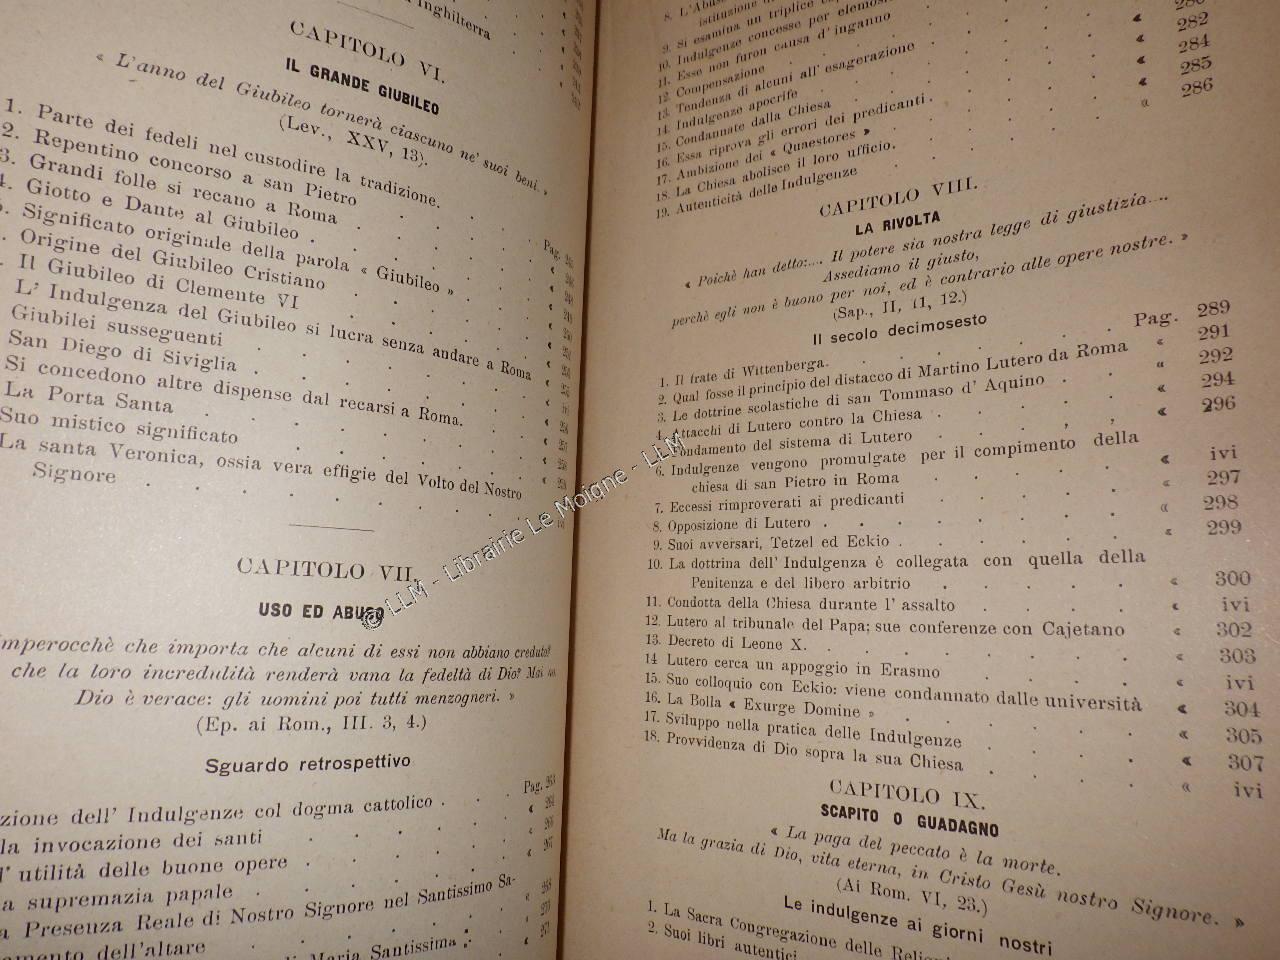 Inghilterra
CAPITOLO VI.
IL GRANDE GIUBILEO
« L'anno del Giubileo tornerà ciascuno ne' suoi beni. »
(Lev., XXV, 13).
1. Parte dei fedeli nel custodire la tradizione.
2. Repentino concorso a san Pietro
3. Grandi folle si recano a Roma
4. Giotto e Dante al Giubileo
Significato originale della parola « Giubileo »
Origine del Giubileo Cristiano
Il Giubileo di Clemente VI
L' Indulgenza del Giubileo si lucra senza andare a Roma
Giubilei susseguenti
San Diego di Siviglia
Si concedono altre dispense dal recarsi a Roma.
La Porta Santa
Suo mistico significato
La santa Veronica, ossia vera effigie del Volto del Nostro
Signore
CAPITOLO VII.
USO ED ABUSO
mperocchè che importa che alcuni di essi non abbiano creduto?
che la loro incredulità renderà vana la fedeltà di Dio? Mai no.
Dio è verace: gli uomini poi tutti menzogneri. »
(Ep. ai Rom., III. 3, 4.)
Sguardo retrospettivo
zione dell' Indulgenze col dogma cattolico . Pag. 263
la invocazione dei santi
l' utilità delle buone opere
a supremazia papale
a Presenza Reale di Nostro Signore nel Santissimo Sa-
mento dell'altare
di Maria Santissima
8. L'Abuso
istituzione
9. Si esamina un triplice
10. Indulgenze concesse per elemos
11. Esse non furon causa d' inganno
12. Compensazione
13. Tendenza di alcuni all' esagerazione « 282
14. Indulgenze apocrife
15. Condannate dalla Chiesa « 284
16. Essa riprova gli errori dei predicanti. « 285
17. Ambizione dei « Quaestores » « 286
18. La Chiesa abolisce il loro ufficio.
19. Autenticità delle Indulgenze
CAPITOLO VIII.
LA RIVOLTA
« Poichè han detto:.... Il potere sia nostra legge di giustizia....
Assediamo il giusto,
perchè egli non è buono per noi, ed è contrario alle opere nostre. »
(Sap., II, 11, 12.)
Il secolo decimosesto
1. Il frate di Wittenberga. Pag. 289
2. Qual fosse il principio del distacco di Martino Lutero da Roma « 291
3. Le dottrine scolastiche di san Tommaso d' Aquino « 292
4. Attacchi di Lutero contro la Chiesa « 294
Fondamento del sistema di Lutero « 296
6. Indulgenze vengono promulgate per il compimento della
chiesa di san Pietro in Roma « ivi
7. Eccessi rimproverati ai predicanti « 297
8. Opposizione di Lutero « 298
9. Suoi avversari, Tetzel ed Eckio « 299
10. La dottrina dell' Indulgenza è collegata con quella della
Penitenza e del libero arbitrio « 300
11. Condotta della Chiesa durante l' assalto « ivi
12. Lutero al tribunale del Papa; sue conferenze con Cajetano « 302
13. Decreto di Leone X. « 303
14 Lutero cerca un appoggio in Erasmo « ivi
15. Suo colloquio con Eckio: viene condannato dalle università « 304
16. La Bolla « Exurge Domine » « 305
17. Sviluppo nella pratica delle Indulgenze « 307
18. Provvidenza di Dio sopra la sua Chiesa « ivi
CAPITOLO IX.
SCAPITO O GUADAGNO
« La paga del peccato è la morte.
Ma la grazia di Dio, vita eterna, in Cristo Gesù nostro Signore. »
(Ai Rom. VI, 23.)
Le indulgenze ai giorni nostri
1. La Sacra Congregazione delle Reliq
2. Suoi libri autentici
© LLM - Librairie Le Moigne - LLM